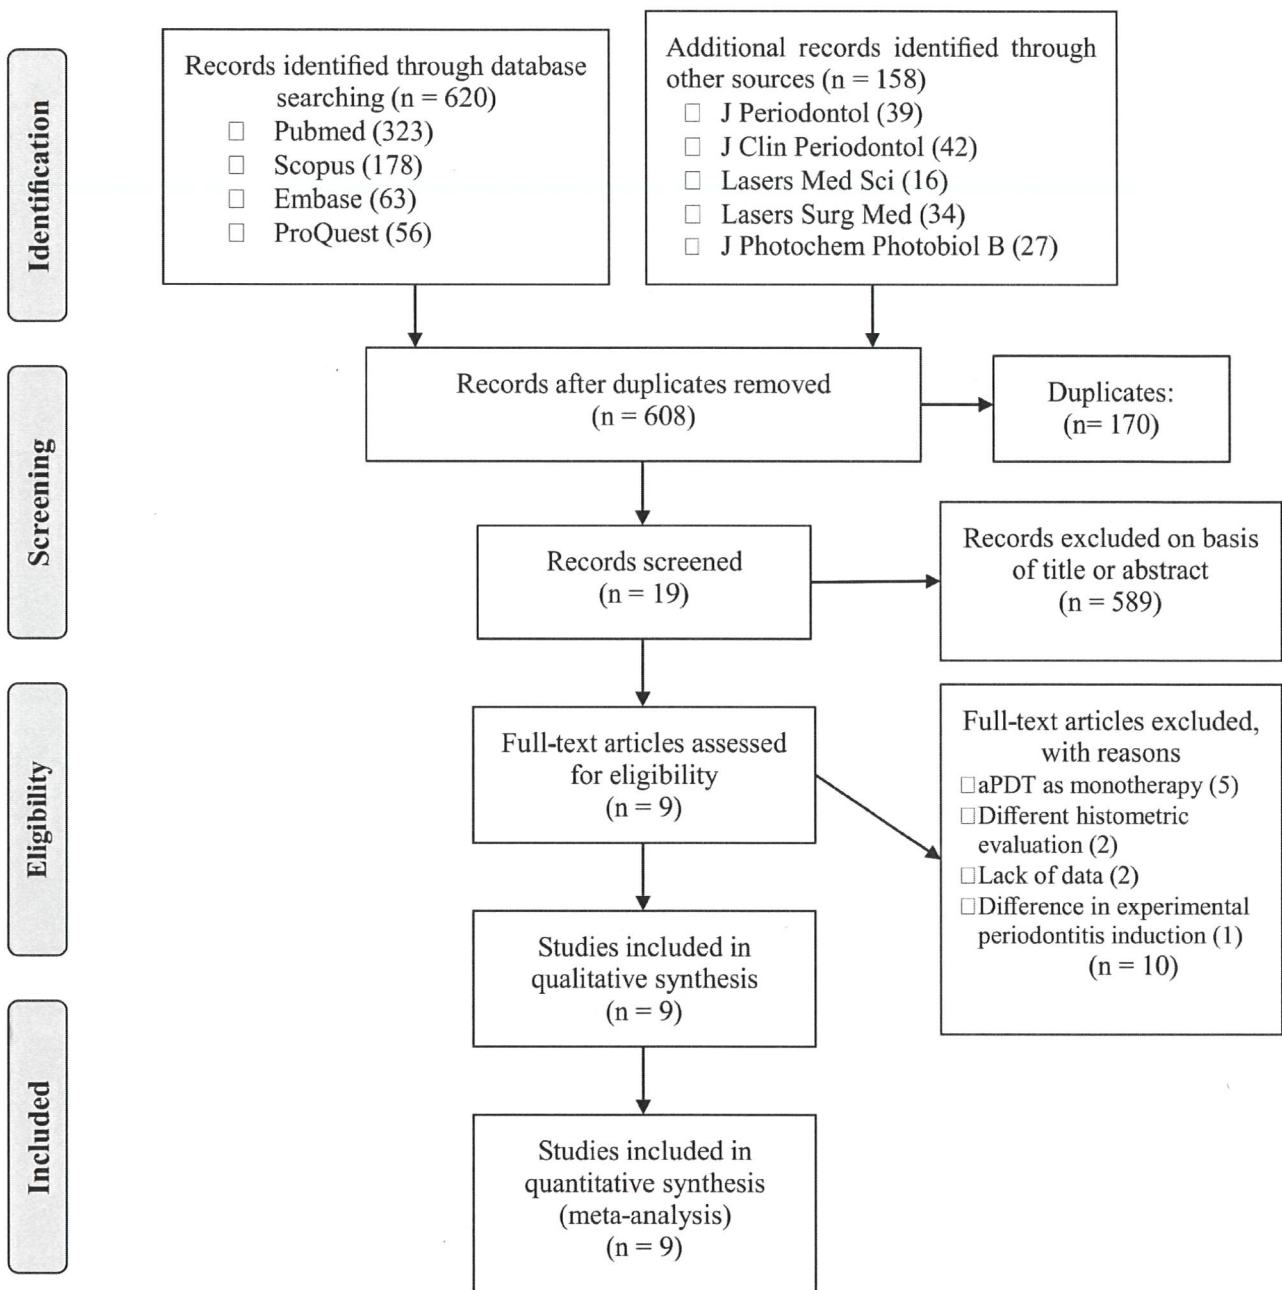 Identification
Records identified through database
searching (n = 620)
□ Pubmed (323)
□ Scopus (178)
□ Embase (63)
□ ProQuest (56)
Additional records identified through
other sources (n = 158)
□ J Periodontol (39)
□ J Clin Periodontol (42)
□ Lasers Med Sci (16)
□ Lasers Surg Med (34)
□ J Photochem Photobiol B (27)
Screening
Records after duplicates removed
(n = 608)
Duplicates:
(n= 170)
Records screened
(n = 19)
Records excluded on basis
of title or abstract
(n = 589)
Eligibility
Full-text articles assessed
for eligibility
(n = 9)
Full-text articles excluded,
with reasons
□aPDT as monotherapy (5)
□Different histometric
evaluation (2)
□Lack of data (2)
□Difference in experimental
periodontitis induction (1)
(n = 10)
Studies included in
qualitative synthesis
(n = 9)
Included
Studies included in
quantitative synthesis
(meta-analysis)
(n = 9)